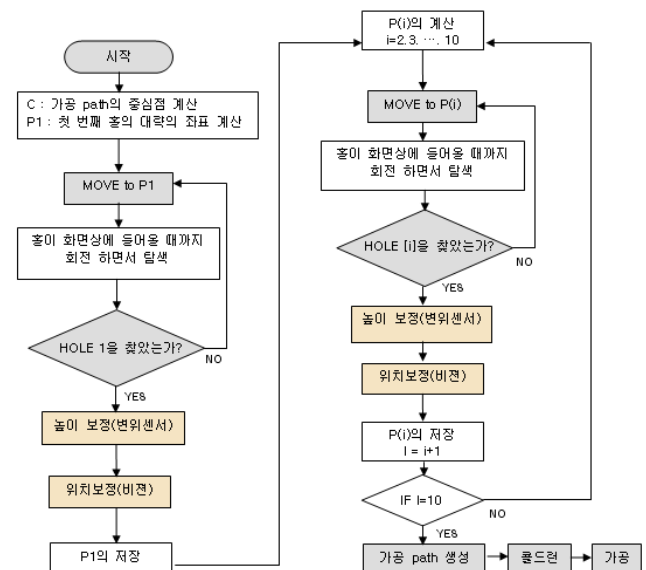 시작
C : 가공 path의 중심점 계산
P1 : 첫 번째 홀의 대략의 좌표 계산
MOVE to P1
홀이 화면상에 들어올 때까지
회전 하면서 탐색
HOLE 1을 찾았는가?
NO
YES
높이 보정(변위센서)
위치보정(비젼)
P1의 저장
P(i)의 계산
i=2.3. ···. 10
MOVE to P(i)
홀이 화면상에 들어올 때까지
회전 하면서 탐색
HOLE [i]을 찾았는가?
NO
YES
높이 보정(변위센서)
위치보정(비젼)
P(i)의 저장
I = i+1
IF I=10
NO
YES
가공 path 생성
콜드런
가공